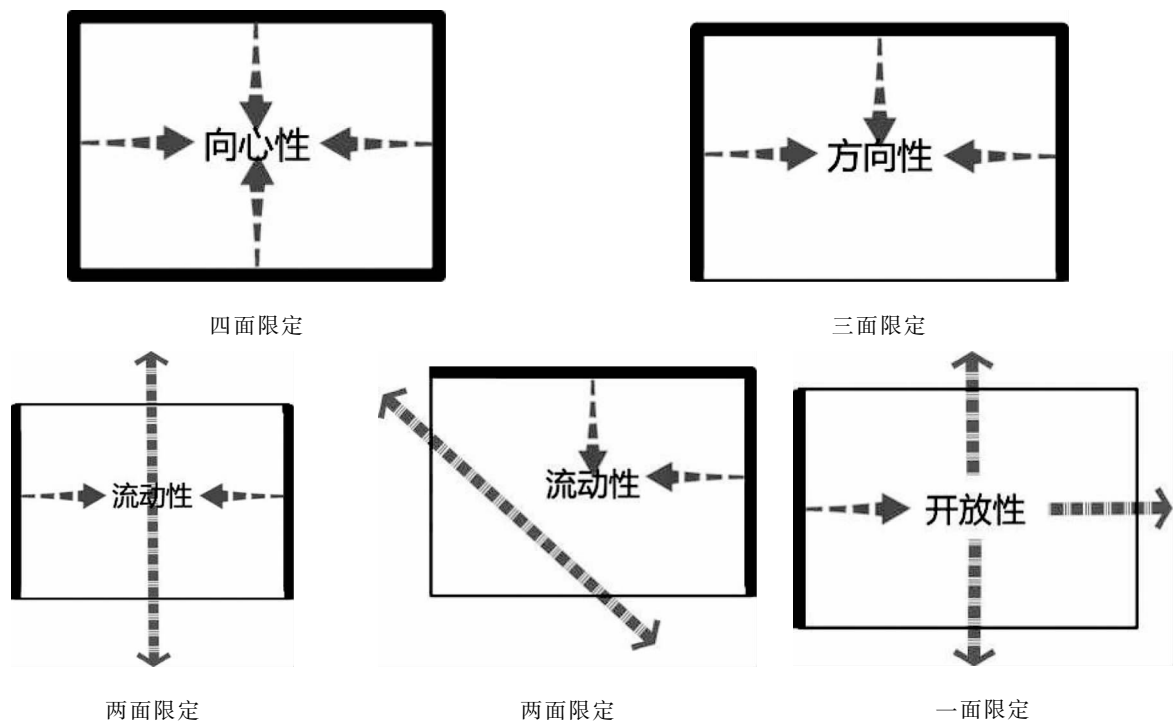 向心性
方向性
四面限定
三面限定
流动性
流动性
开放性
两面限定
两面限定
一面限定